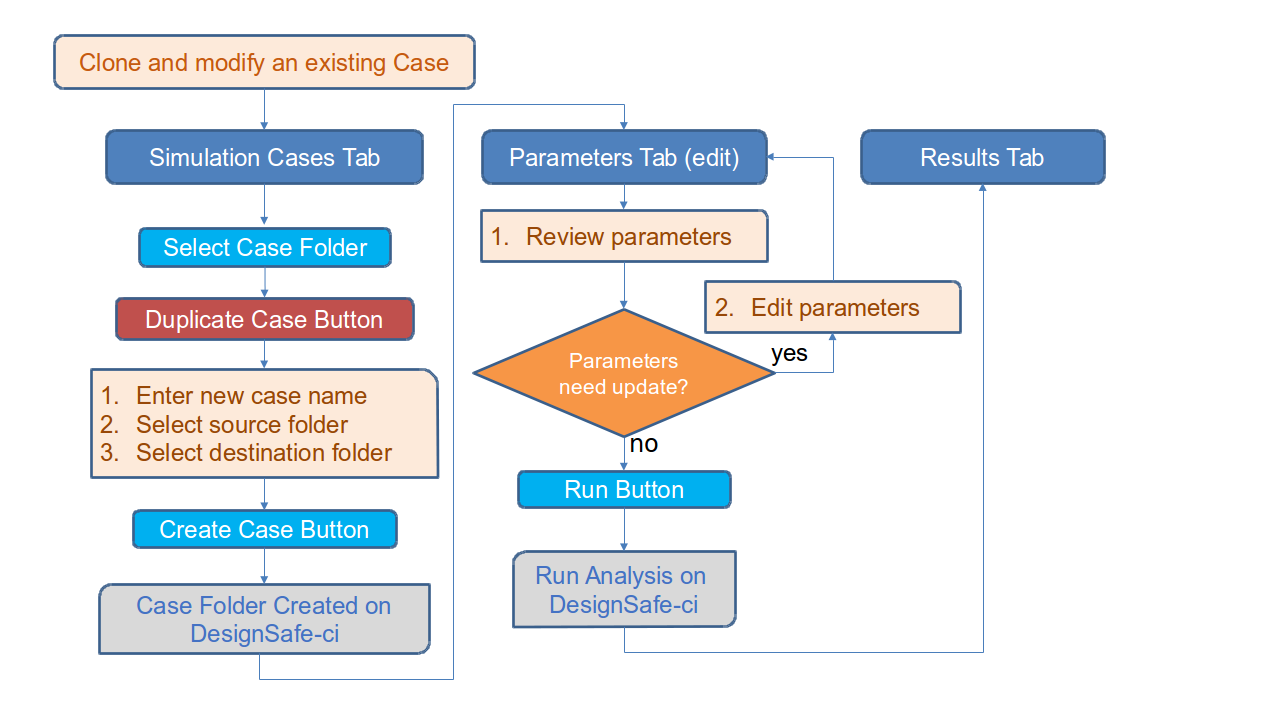 Clone and modify an existing Case
Simulation Cases Tab
Select Case Folder
Duplicate Case Button
1. Enter new case name
2. Select source folder
3. Select destination folder
Create Case Button
Case Folder Created on
DesignSafe-ci
Parameters Tab (edit)
1. Review parameters
Parameters
need update?
yes
2. Edit parameters
no
Run Button
Run Analysis on
DesignSafe-ci
Results Tab